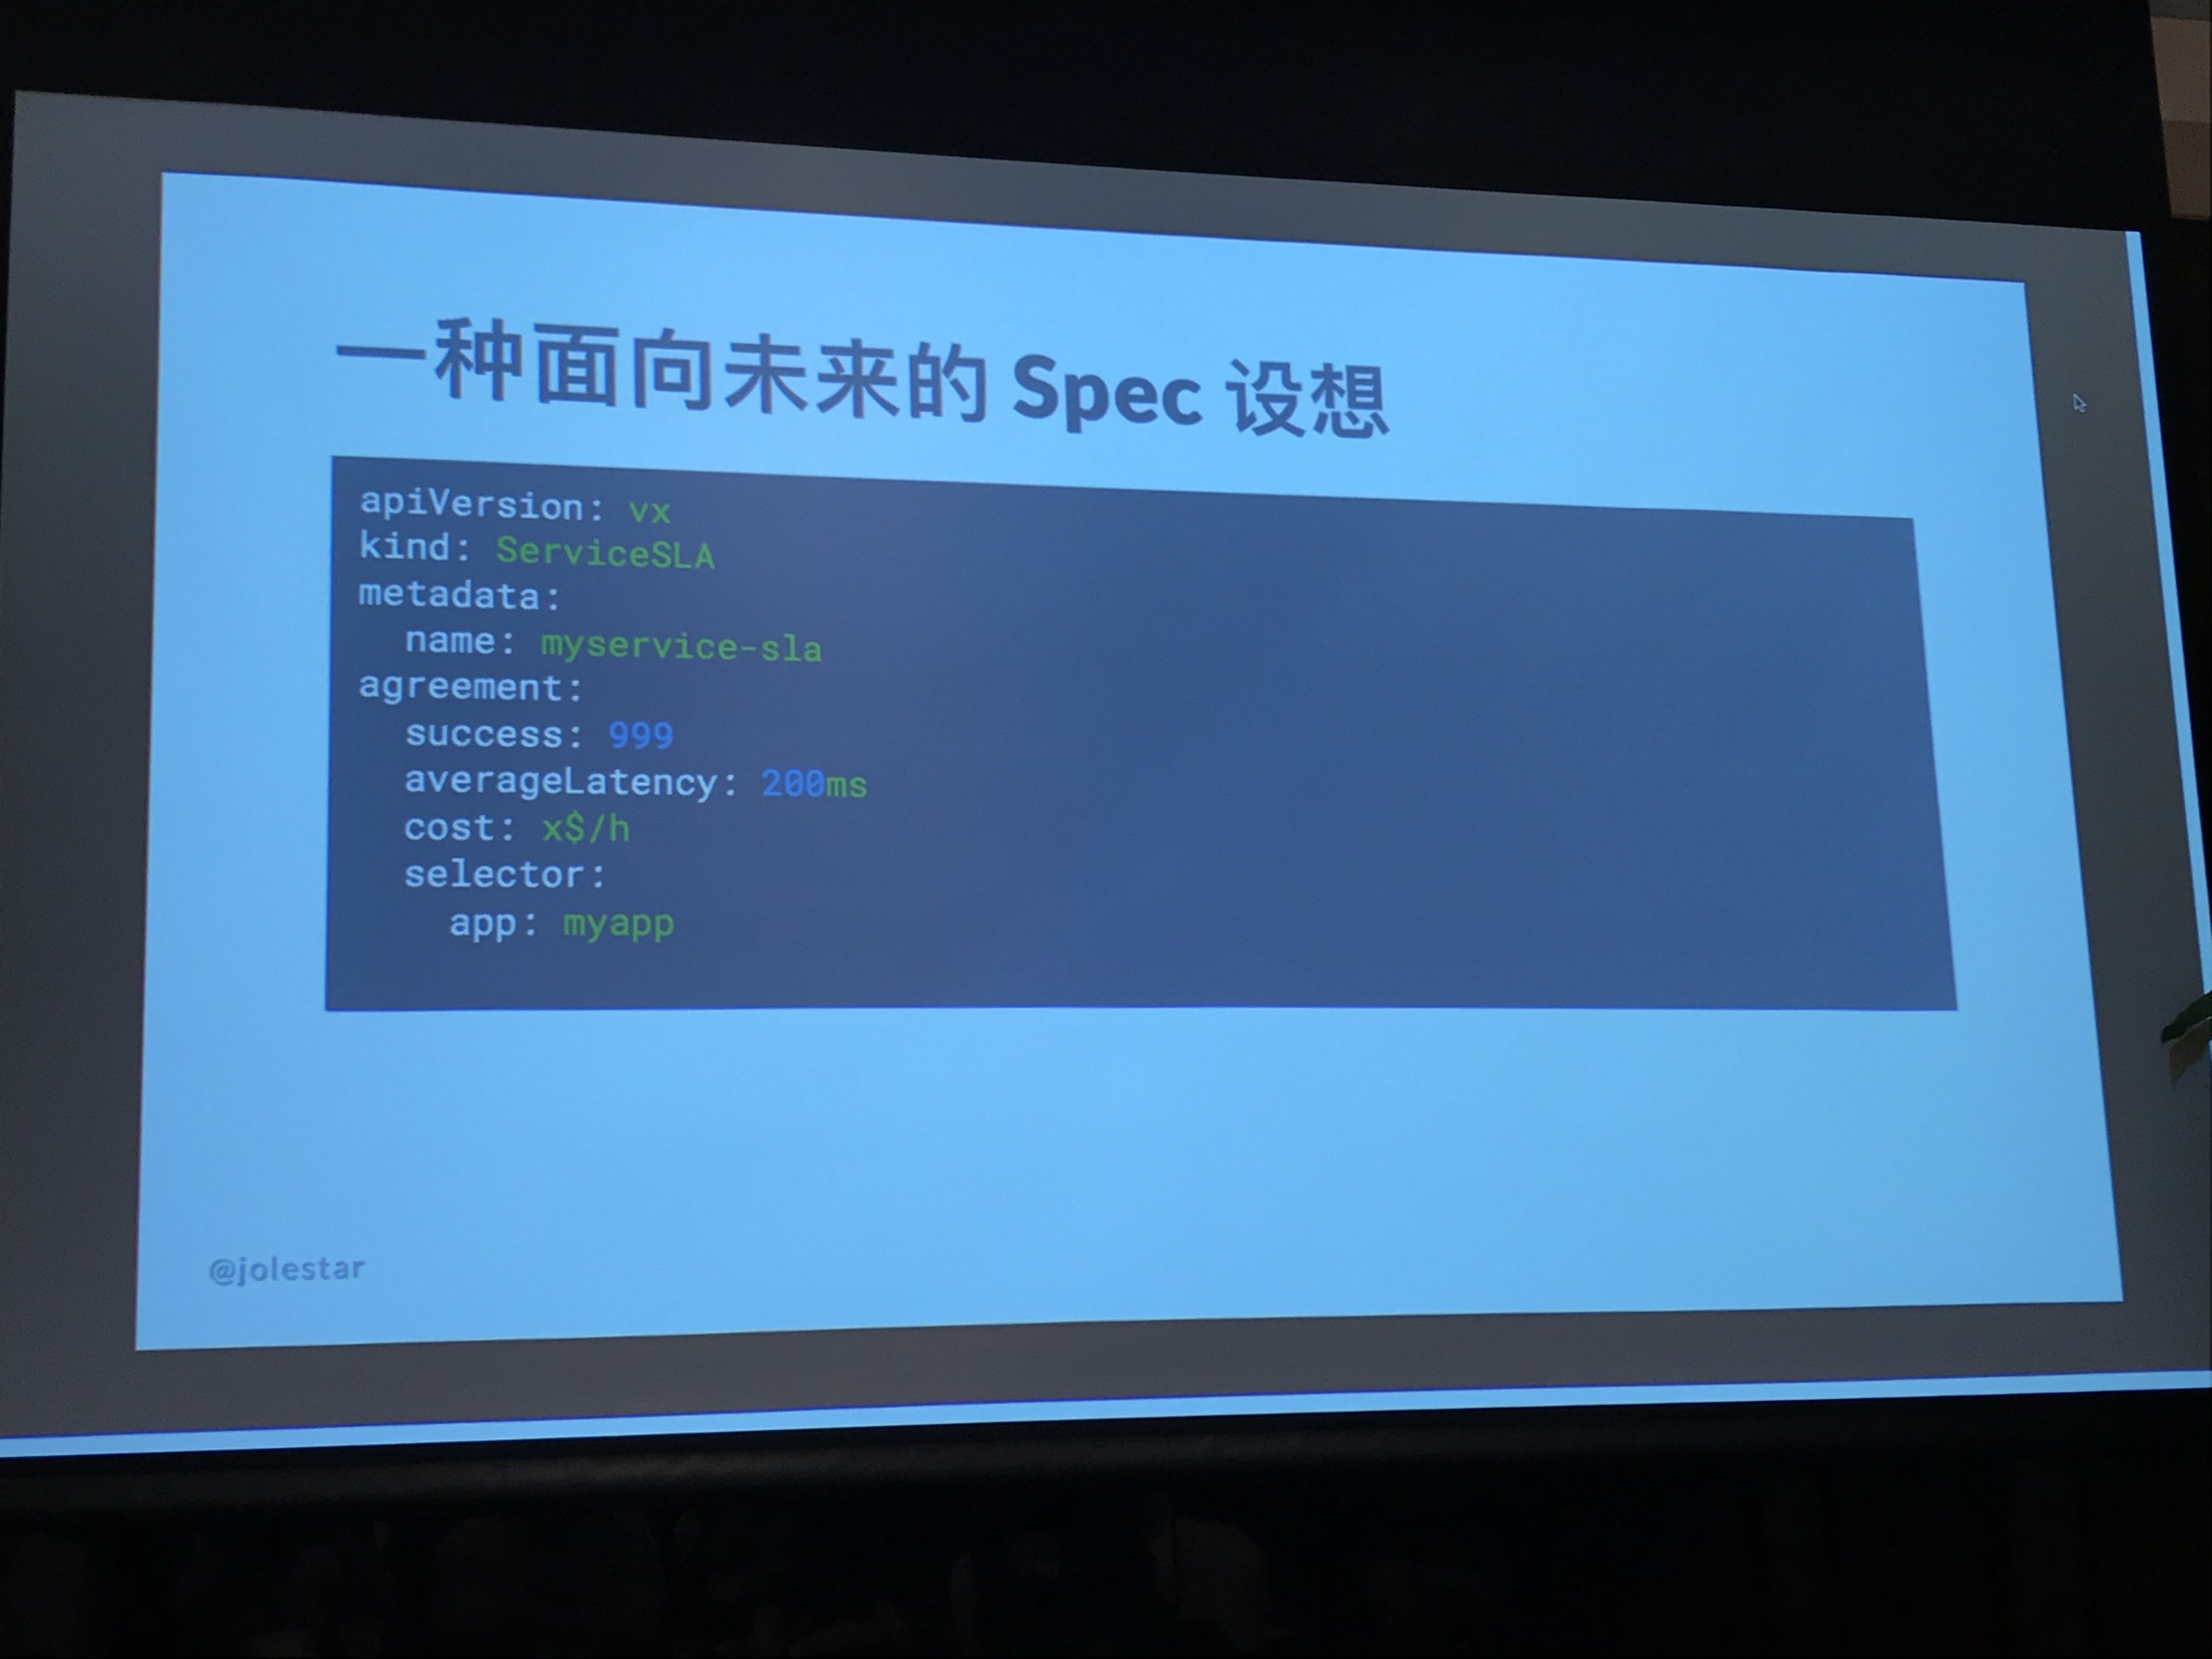 一种面向未来的 Spec 设想
apiVersion: vx
kind: ServiceSLA
metadata:
  name: myservice-sla
agreement:
  success: 999
  averageLatency: 200ms
  cost: x$/h
  selector:
    app: myapp
@jolestar